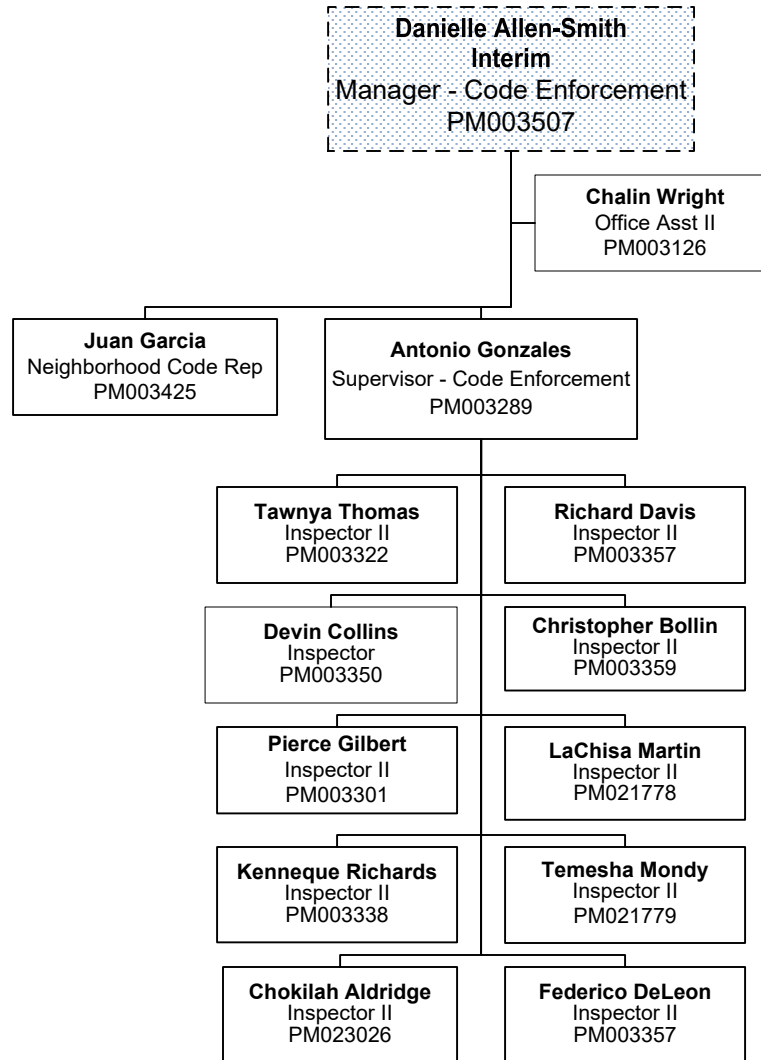 Danielle Allen-Smith
Interim
Manager - Code Enforcement
PM003507
Chalin Wright
Office Asst II
PM003126
Juan Garcia
Neighborhood Code Rep
PM003425
Antonio Gonzales
Supervisor - Code Enforcement
PM003289
Tawnya Thomas
Inspector II
PM003322
Richard Davis
Inspector II
PM003357
Devin Collins
Inspector
PM003350
Christopher Bollin
Inspector II
PM003359
Pierce Gilbert
Inspector II
PM003301
LaChisa Martin
Inspector II
PM021778
Kenneque Richards
Inspector II
PM003338
Temesha Mondy
Inspector II
PM021779
Chokilah Aldridge
Inspector II
PM023026
Federico DeLeon
Inspector II
PM003357